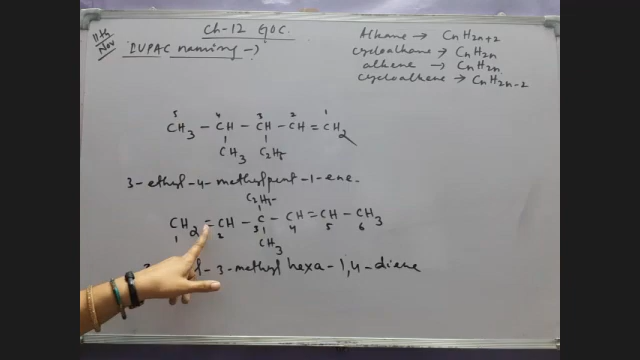 11th
Nov
Ch-12 GOC.
IUPAC naming →
Alkane → CnH2n+2
cycloalkane → CnH2n
alkene → CnH2n
cycloalkene → CnH2n-2
5 4 3 2 1
CH3 - CH - CH - CH = CH2
CH3 C2H5
3-ethyl-4-methylpent-1-ene.
C2H5
CH2 = CH - C - CH = CH - CH3
1 2 3 4 5 6
CH3
l-3-methylhexa-1,4-diene